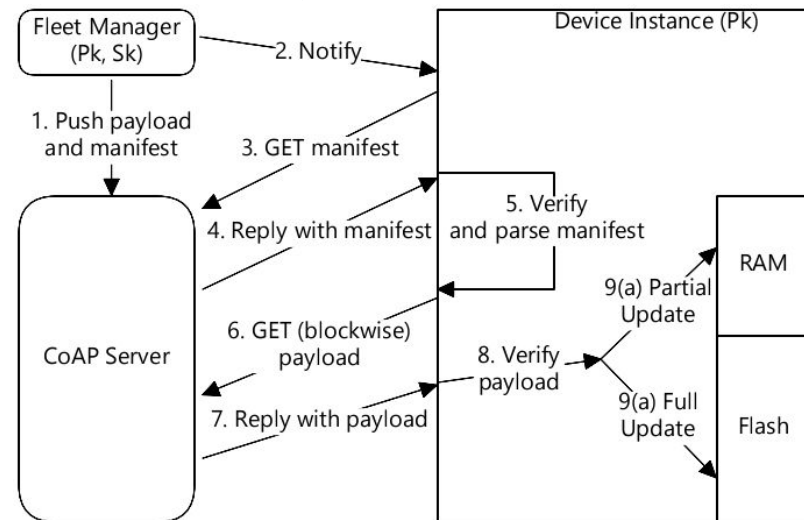 Fleet Manager
(Pk, Sk)
Device Instance (Pk)
2. Notify
1. Push payload
and manifest
3. GET manifest
4. Reply with manifest
5. Verify
and parse manifest
RAM
9(a) Partial
Update
6. GET (blockwise)
payload
CoAP Server
8. Verify
payload
7. Reply with payload
9(a) Full
Update
Flash